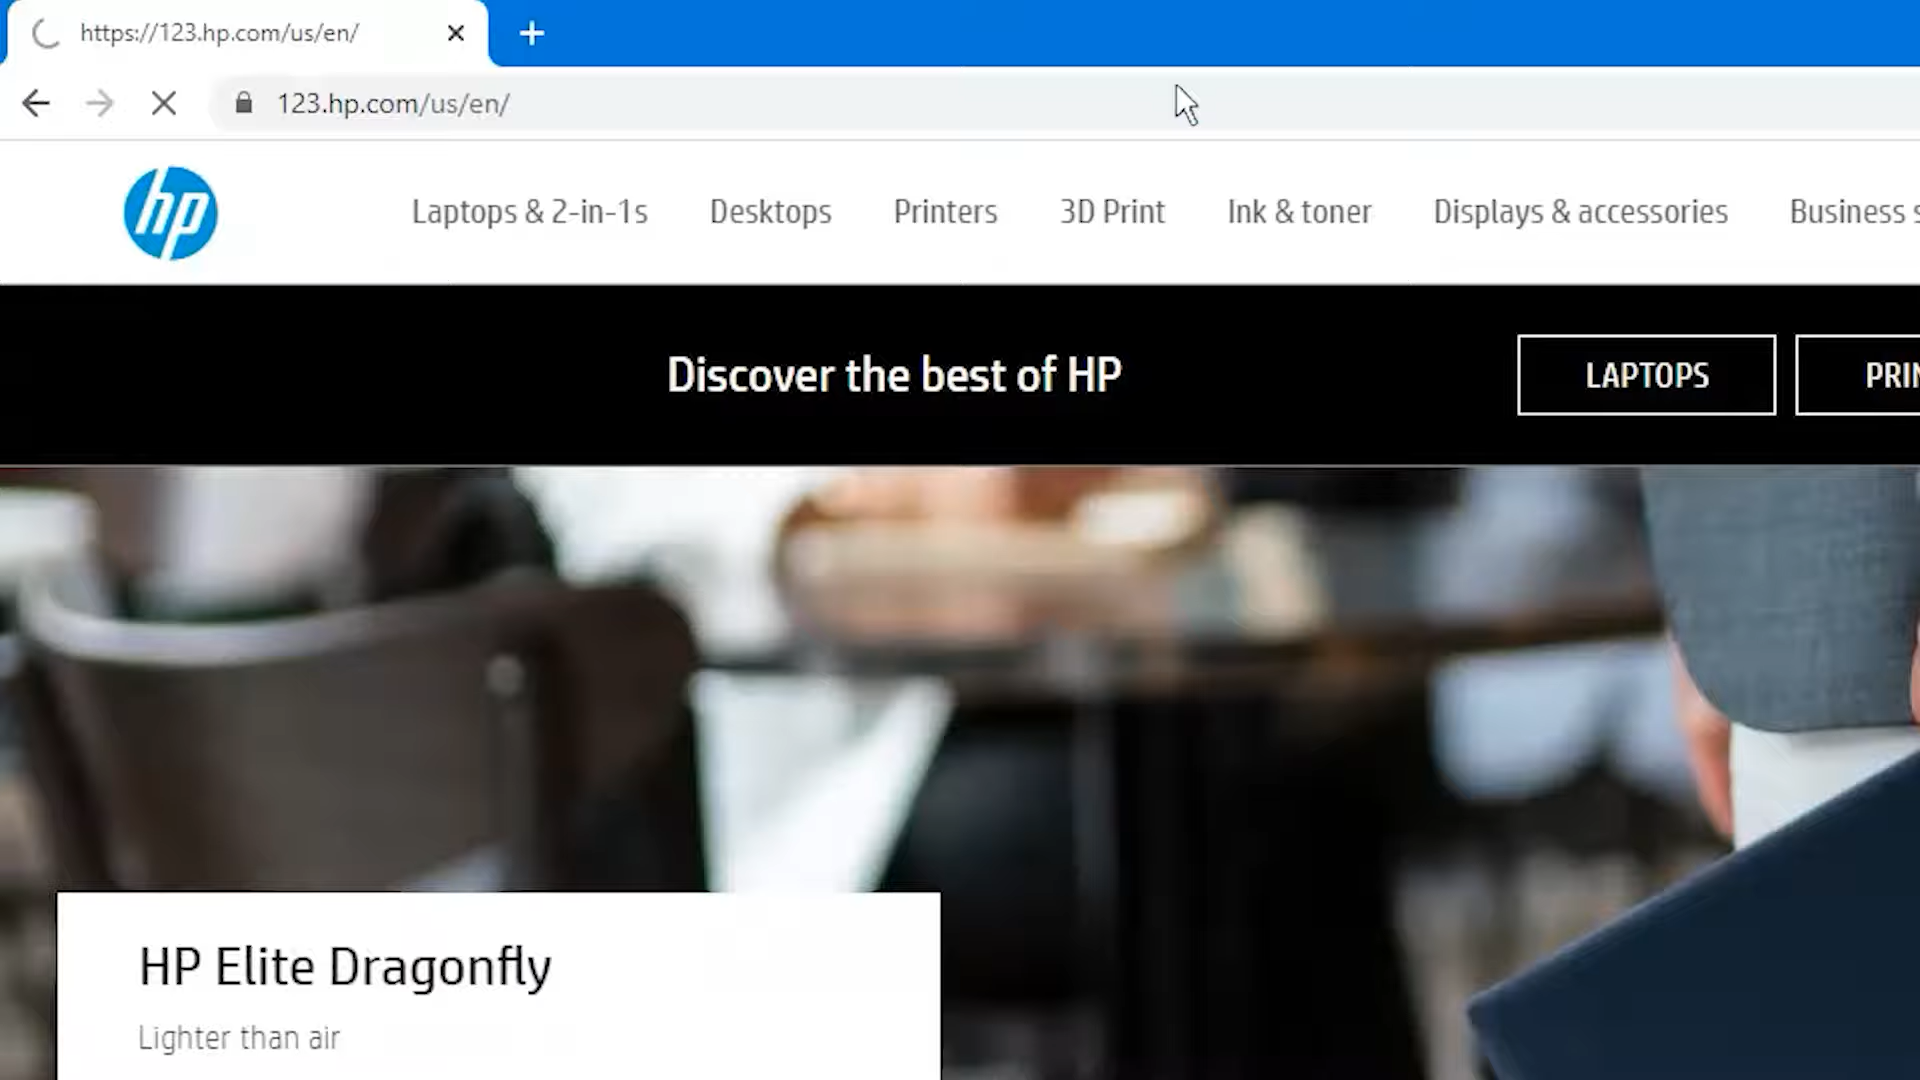 https://123.hp.com/us/en/
123.hp.com/us/en/
hp
Laptops & 2-in-1s Desktops Printers 3D Print Ink & toner Displays & accessories Business s
Discover the best of HP LAPTOPS PRIN
HP Elite Dragonfly
Lighter than air